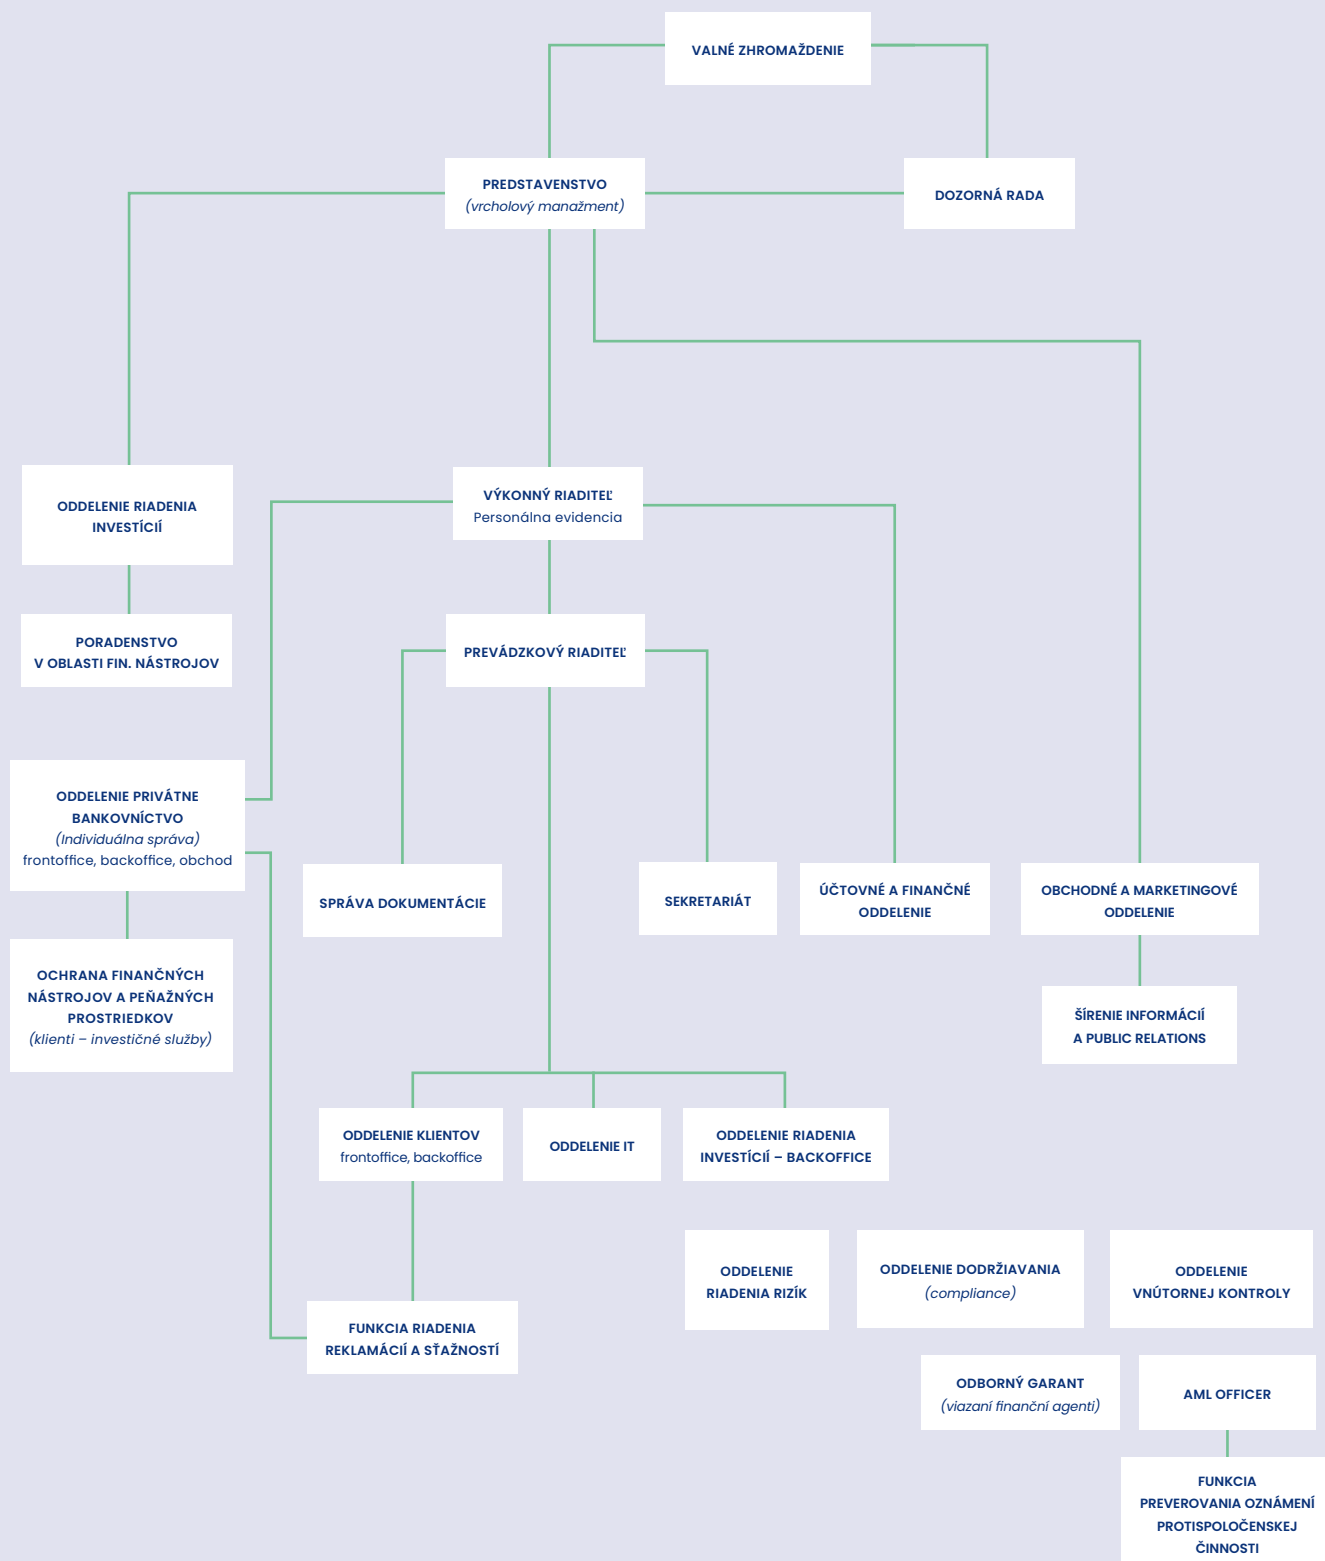 VALNÉ ZHROMAŽDENIE
PREDSTAVENSTVO
(vrcholový manažment)
DOZORNÁ RADA
ODDELENIE RIADENIA
INVESTÍCIÍ
VÝKONNÝ RIADITEĽ
Personálna evidencia
PORADENSTVO
V OBLASTI FIN. NÁSTROJOV
PREVÁDZKOVÝ RIADITEĽ
ODDELENIE PRIVÁTNE
BANKOVNÍCTVO
(Individuálna správa)
frontoffice, backoffice, obchod
SPRÁVA DOKUMENTÁCIE
SEKRETARIÁT
ÚČTOVNÉ A FINANČNÉ
ODDELENIE
OBCHODNÉ A MARKETINGOVÉ
ODDELENIE
OCHRANA FINANČNÝCH
NÁSTROJOV A PEŇAŽNÝCH
PROSTRIEDKOV
(klienti – investičné služby)
ŠÍRENIE INFORMÁCIÍ
A PUBLIC RELATIONS
ODDELENIE KLIENTOV
frontoffice, backoffice
ODDELENIE IT
ODDELENIE RIADENIA
INVESTÍCIÍ – BACKOFFICE
ODDELENIE
RIADENIA RIZÍK
ODDELENIE DODRŽIAVANIA
(compliance)
ODDELENIE
VNÚTORNEJ KONTROLY
FUNKCIA RIADENIA
REKLAMÁCIÍ A SŤAŽNOSTÍ
ODBORNÝ GARANT
(viazaní finanční agenti)
AML OFFICER
FUNKCIA
PREVEROVANIA OZNÁMENÍ
PROTISPOLOČENSKEJ
ČINNOSTI